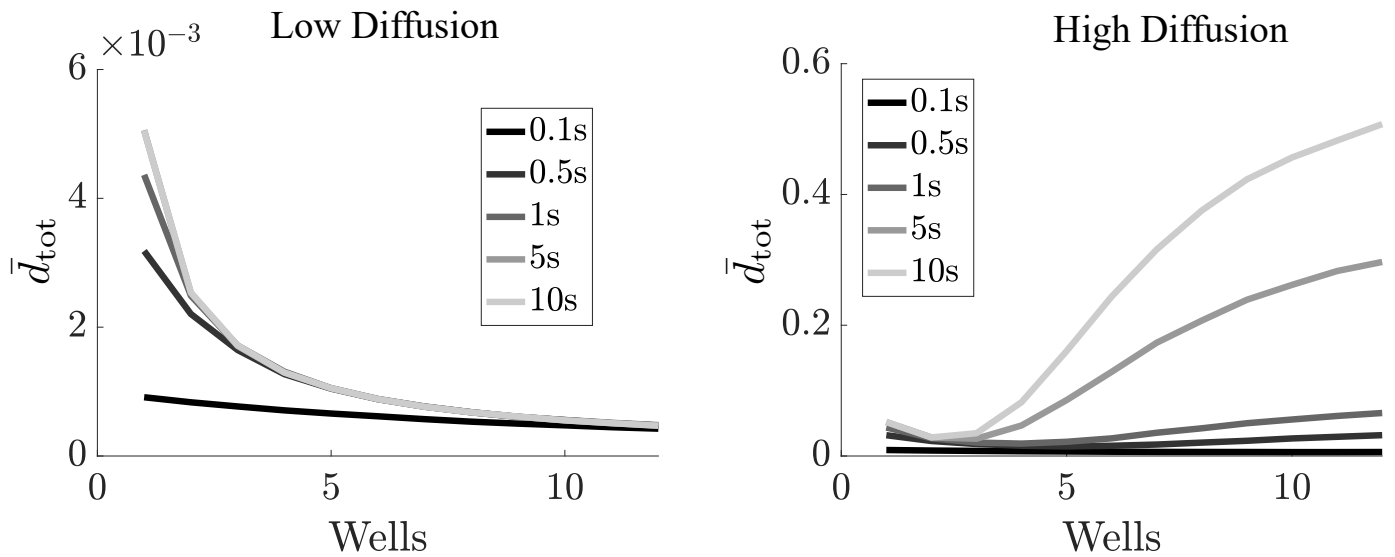 Low Diffusion
×10⁻³
6
4
2
0
0
5
10
d̄tot
Wells
0.1s
0.5s
1s
5s
10s
High Diffusion
0.6
0.4
0.2
0
0
5
10
d̄tot
Wells
0.1s
0.5s
1s
5s
10s